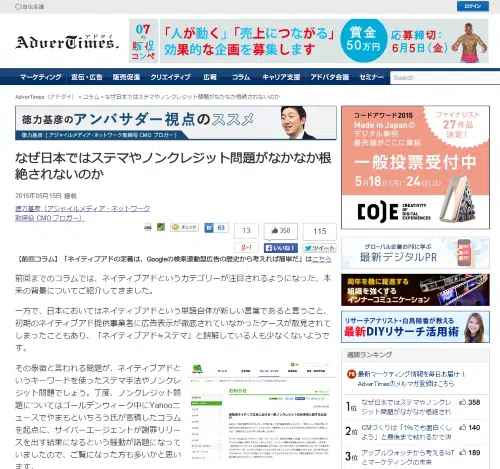 宣伝会議
ログイン
アドタイ
ADVERTIMES.
07
販促
コンペ
「人が動く」「売上につながる」
効果的な企画を募集します
賞金
50万円
応募締切:
6月5日(金)
マーケティング
宣伝・広告
販売促進
クリエイティブ
広報
コラム
キャリア支援
アドバタ会議
セミナー
検索
AdverTimes(アドタイ) > コラム > なぜ日本ではステマやノンクレジット問題がなかなか根絶されないのか
徳力基彦のアンバサダー視点のススメ
徳力基彦 【アジャイルメディア・ネットワーク取締役 CMO ブロガー】
なぜ日本ではステマやノンクレジット問題がなかなか根
絶されないのか
2015年05月15日 掲載
徳力基彦(アジャイルメディア・ネットワーク
取締役 CMO ブロガー)
チェック
B! 63
13
358
115
いいね!
ツイート
【前回コラム】「ネイティブアドの定義は、Googleの検索連動型広告の歴史から考えれば簡単だ」はこちら
前回までのコラムでは、ネイティブアドというカテゴリーが注目されるようになった、本
来の背景についてご紹介してきました。
一方で、日本においてはネイティブアドという単語自体が新しい言葉であると言うこと、
初期のネイティブアド提供事業者に広告表示が徹底されていなかったケースが散見されて
しまったこともあり、「ネイティブアド≒ステマ」と誤解している人も少なくないようで
す。
その象徴と言われる問題が、ネイティブアド
というキーワードを使ったステマ手法やノンクレ
ジット問題でしょう。丁度、ノンクレジット問
題についてはゴールデンウィーク中にYahoo
ニュースでやまもといちろう氏が寄稿したコラム
を起点に、サイバーエージェントが謝罪リリー
スを出す結果になるという騒動が話題になって
いましたので、ご覧になった方も多いかと思いま
す。
お知らせ
コードアワード2015
Made in Japanの
デジタル事例
最先端がここに集結
ファイナリスト
27作品
決定!
一般投票受付中
5月18日(月)-24日(日)
CREATIVITY
OF DIGITAL
EXPERIENCES
グローバル企業のPRに学ぶ
最新デジタルPR
周年を機に躍進する
組織を強くする
インナーコミュニケーション
リサーチアナリスト・白鳥陽香が教える
最新DIYリサーチ活用術
週間ランキング
PR
最新マーケティング情報を毎日お届け!
AdverTimesのメルマガ登録はこちら
1位
なぜ日本ではステマやノンクレ
ジット問題がなかなか根絶され
358
2位
CMづくりは「1%でも面白くし
よう」と最後まで粘れるかで決
140
3位
アップルウォッチから考えるIoT
とマーケティングの未来
189